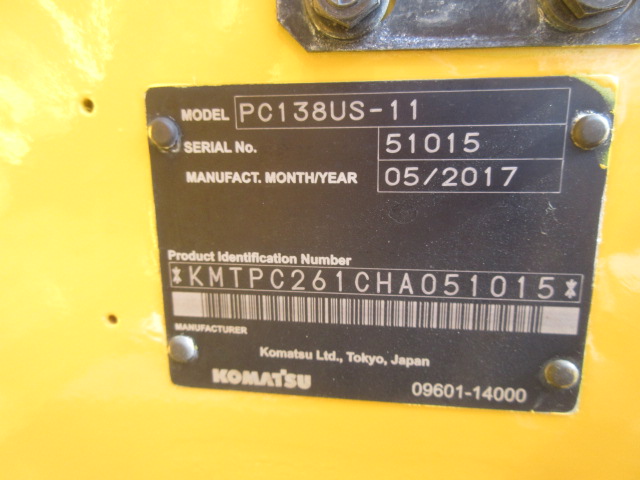 MODEL PC138US-11
SERIAL No. 51015
MANUFACT. MONTH/YEAR 05/2017
Product Identification Number
*KMTPC261CHA051015*
MANUFACTURER
Komatsu Ltd., Tokyo, Japan
KOMATSU 09601-14000